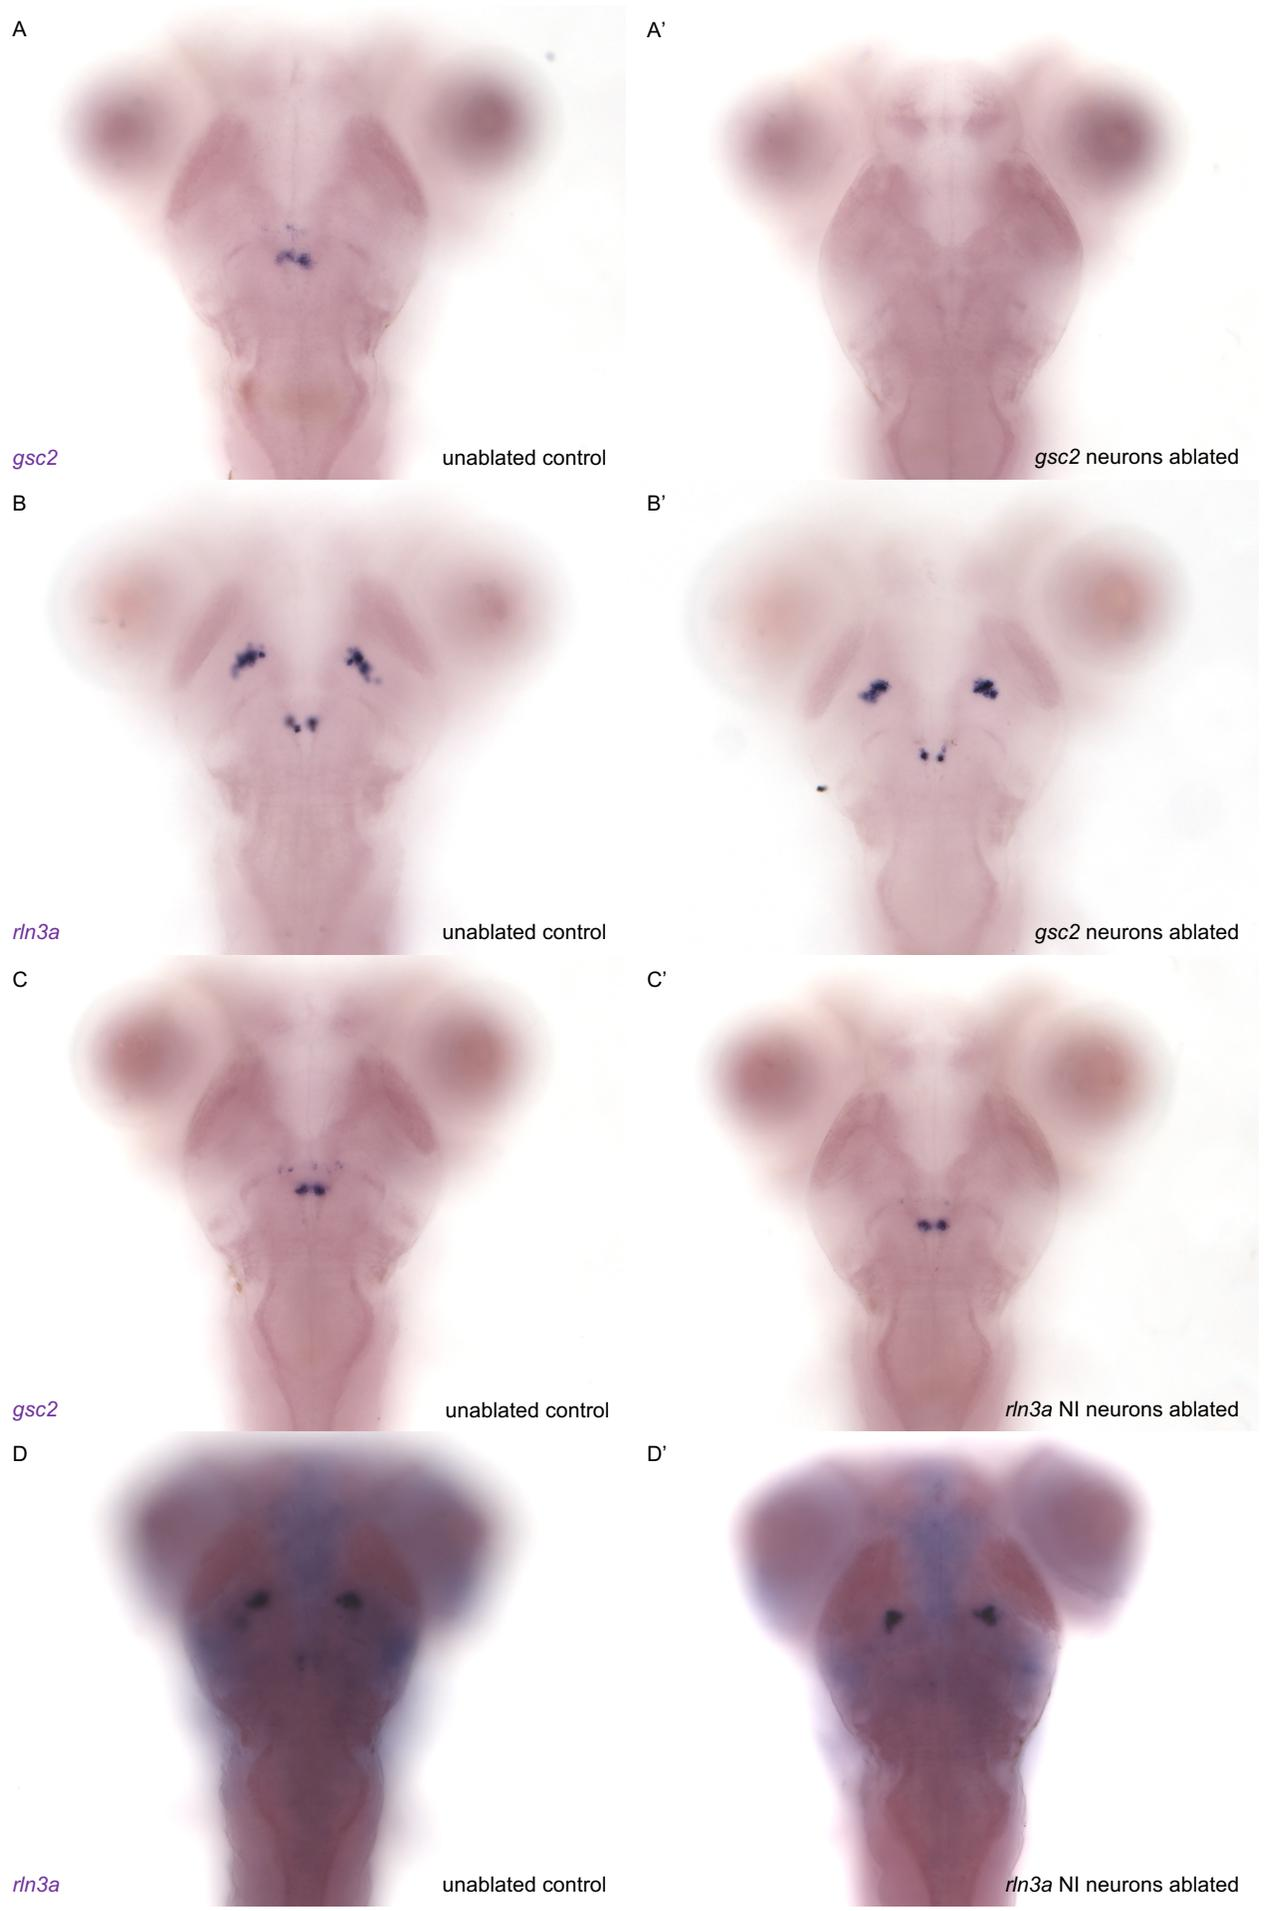 A A’
gsc2 unablated control gsc2 neurons ablated
B B’
rln3a unablated control gsc2 neurons ablated
C C’
gsc2 unablated control rln3a NI neurons ablated
D D’
rln3a unablated control rln3a NI neurons ablated